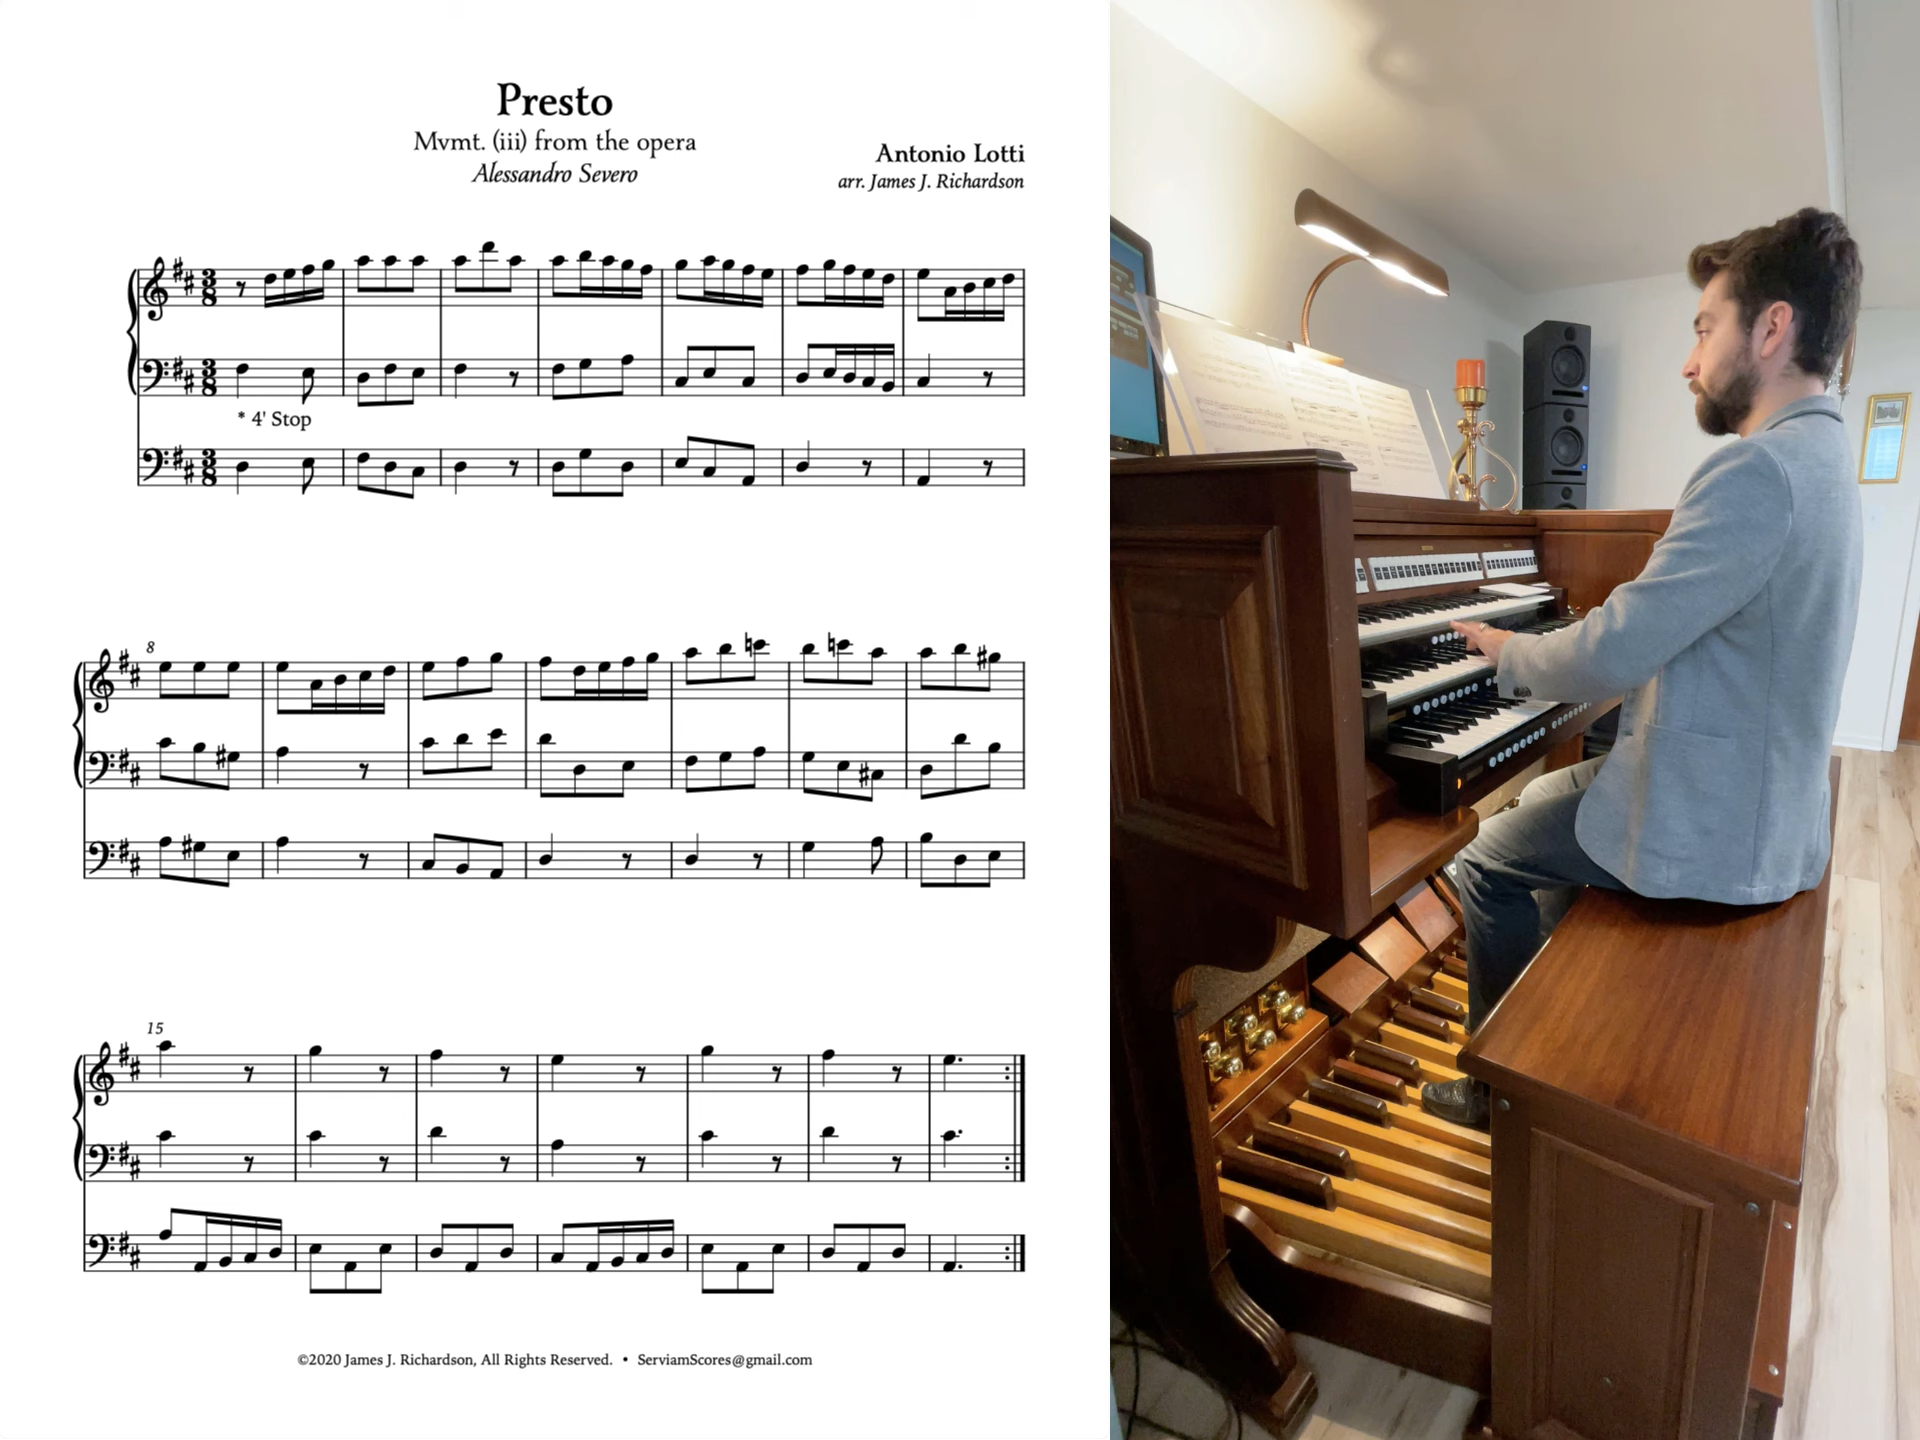 Presto
Mvmt. (iii) from the opera
Alessandro Severo
Antonio Lotti
arr. James J. Richardson
* 4' Stop
8
15
©2020 James J. Richardson, All Rights Reserved. • ServiamScores@gmail.com